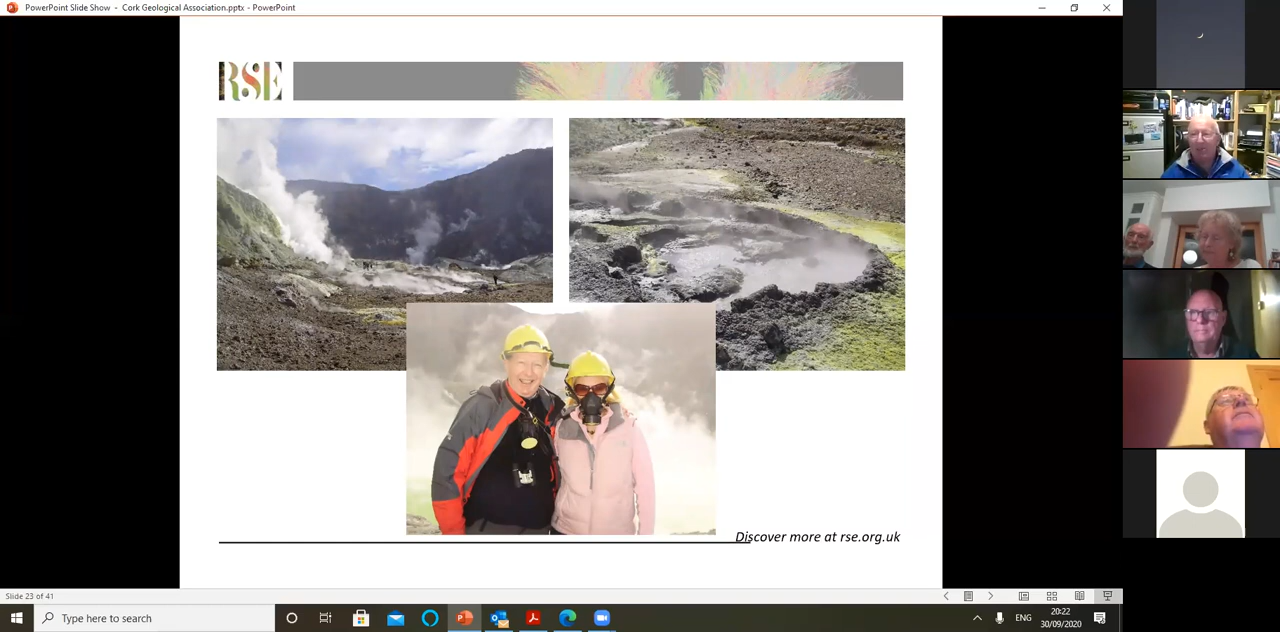 PowerPoint Slide Show - Cork Geological Association.pptx - PowerPoint
RSE
Discover more at rse.org.uk
Slide 23 of 41
Type here to search
ENG
20:22
30/09/2020